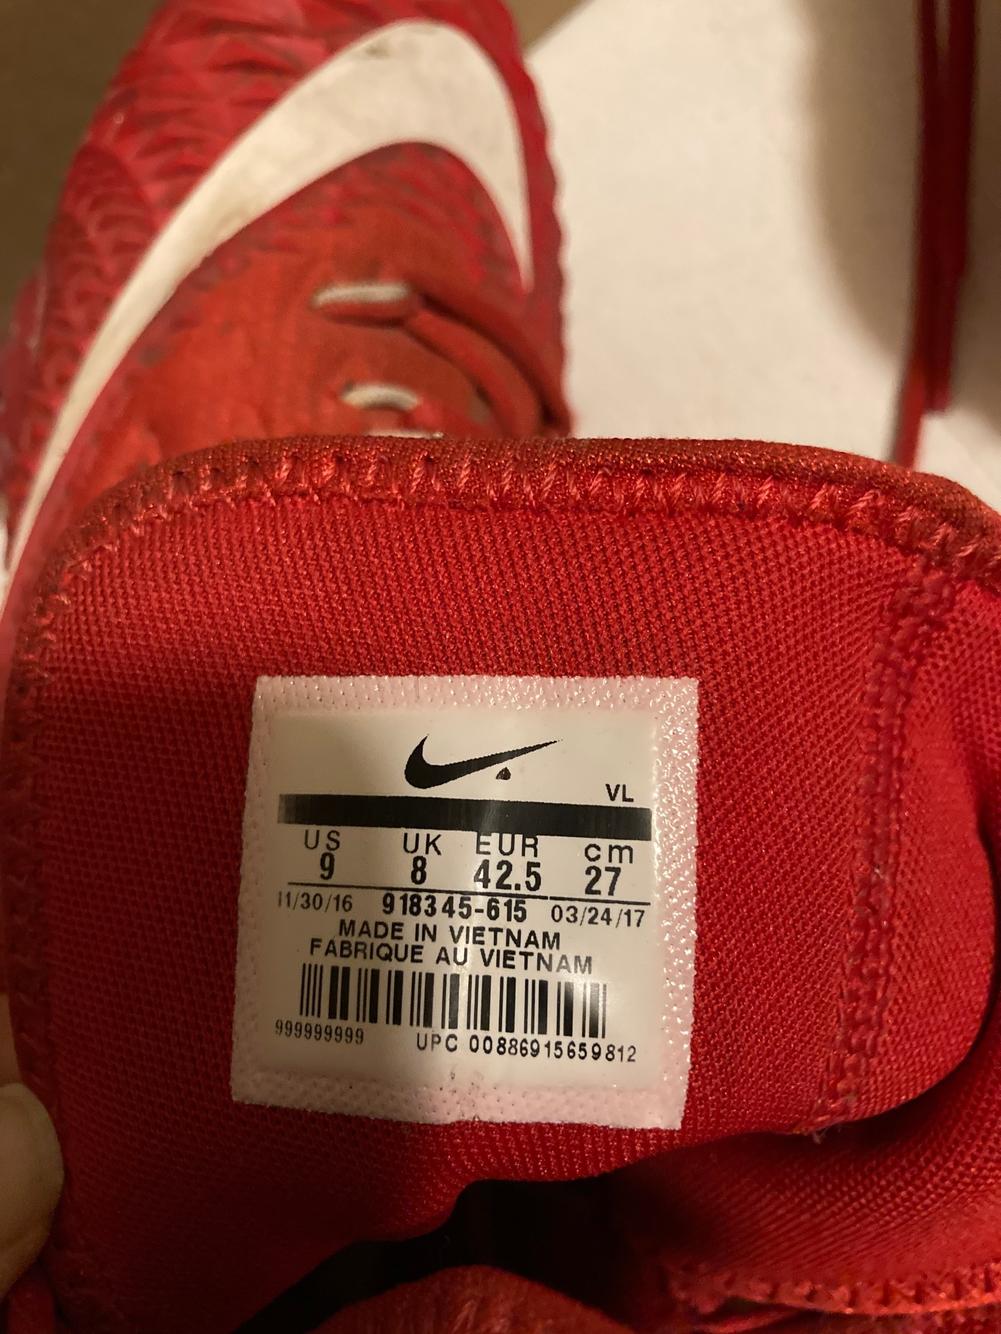 VL
US UK EUR cm
9 8 42.5 27
11/30/16 918345-615 03/24/17
MADE IN VIETNAM
FABRIQUE AU VIETNAM
999999999 UPC 00886915659812